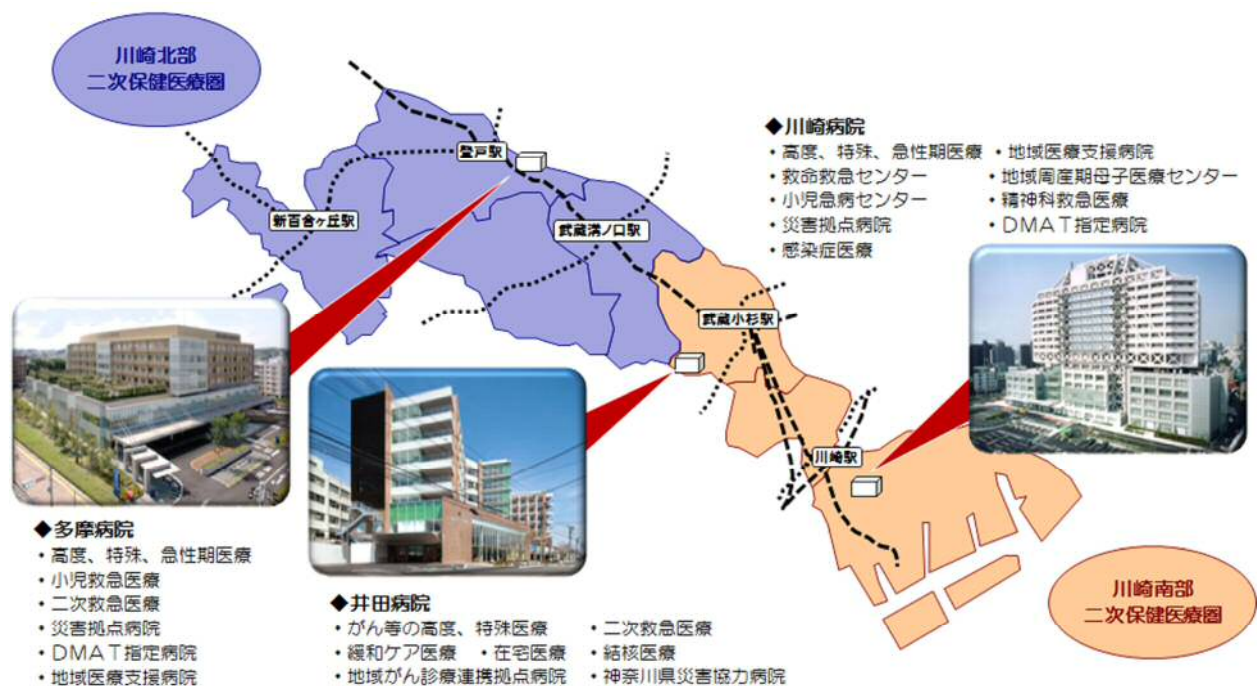 川崎北部
二次保健医療圏
登戸駅
新百合ヶ丘駅
武蔵溝ノ口駅
武蔵小杉駅
川崎駅
◆川崎病院
・高度、特殊、急性期医療 ・地域医療支援病院
・救命救急センター ・地域周産期母子医療センター
・小児急病センター ・精神科救急医療
・災害拠点病院 ・DMAT指定病院
・感染症医療
◆多摩病院
・高度、特殊、急性期医療
・小児救急医療
・二次救急医療
・災害拠点病院
・DMAT指定病院
・地域医療支援病院
◆井田病院
・がん等の高度、特殊医療 ・二次救急医療
・緩和ケア医療 ・在宅医療 ・結核医療
・地域がん診療連携拠点病院 ・神奈川県災害協力病院
川崎南部
二次保健医療圏